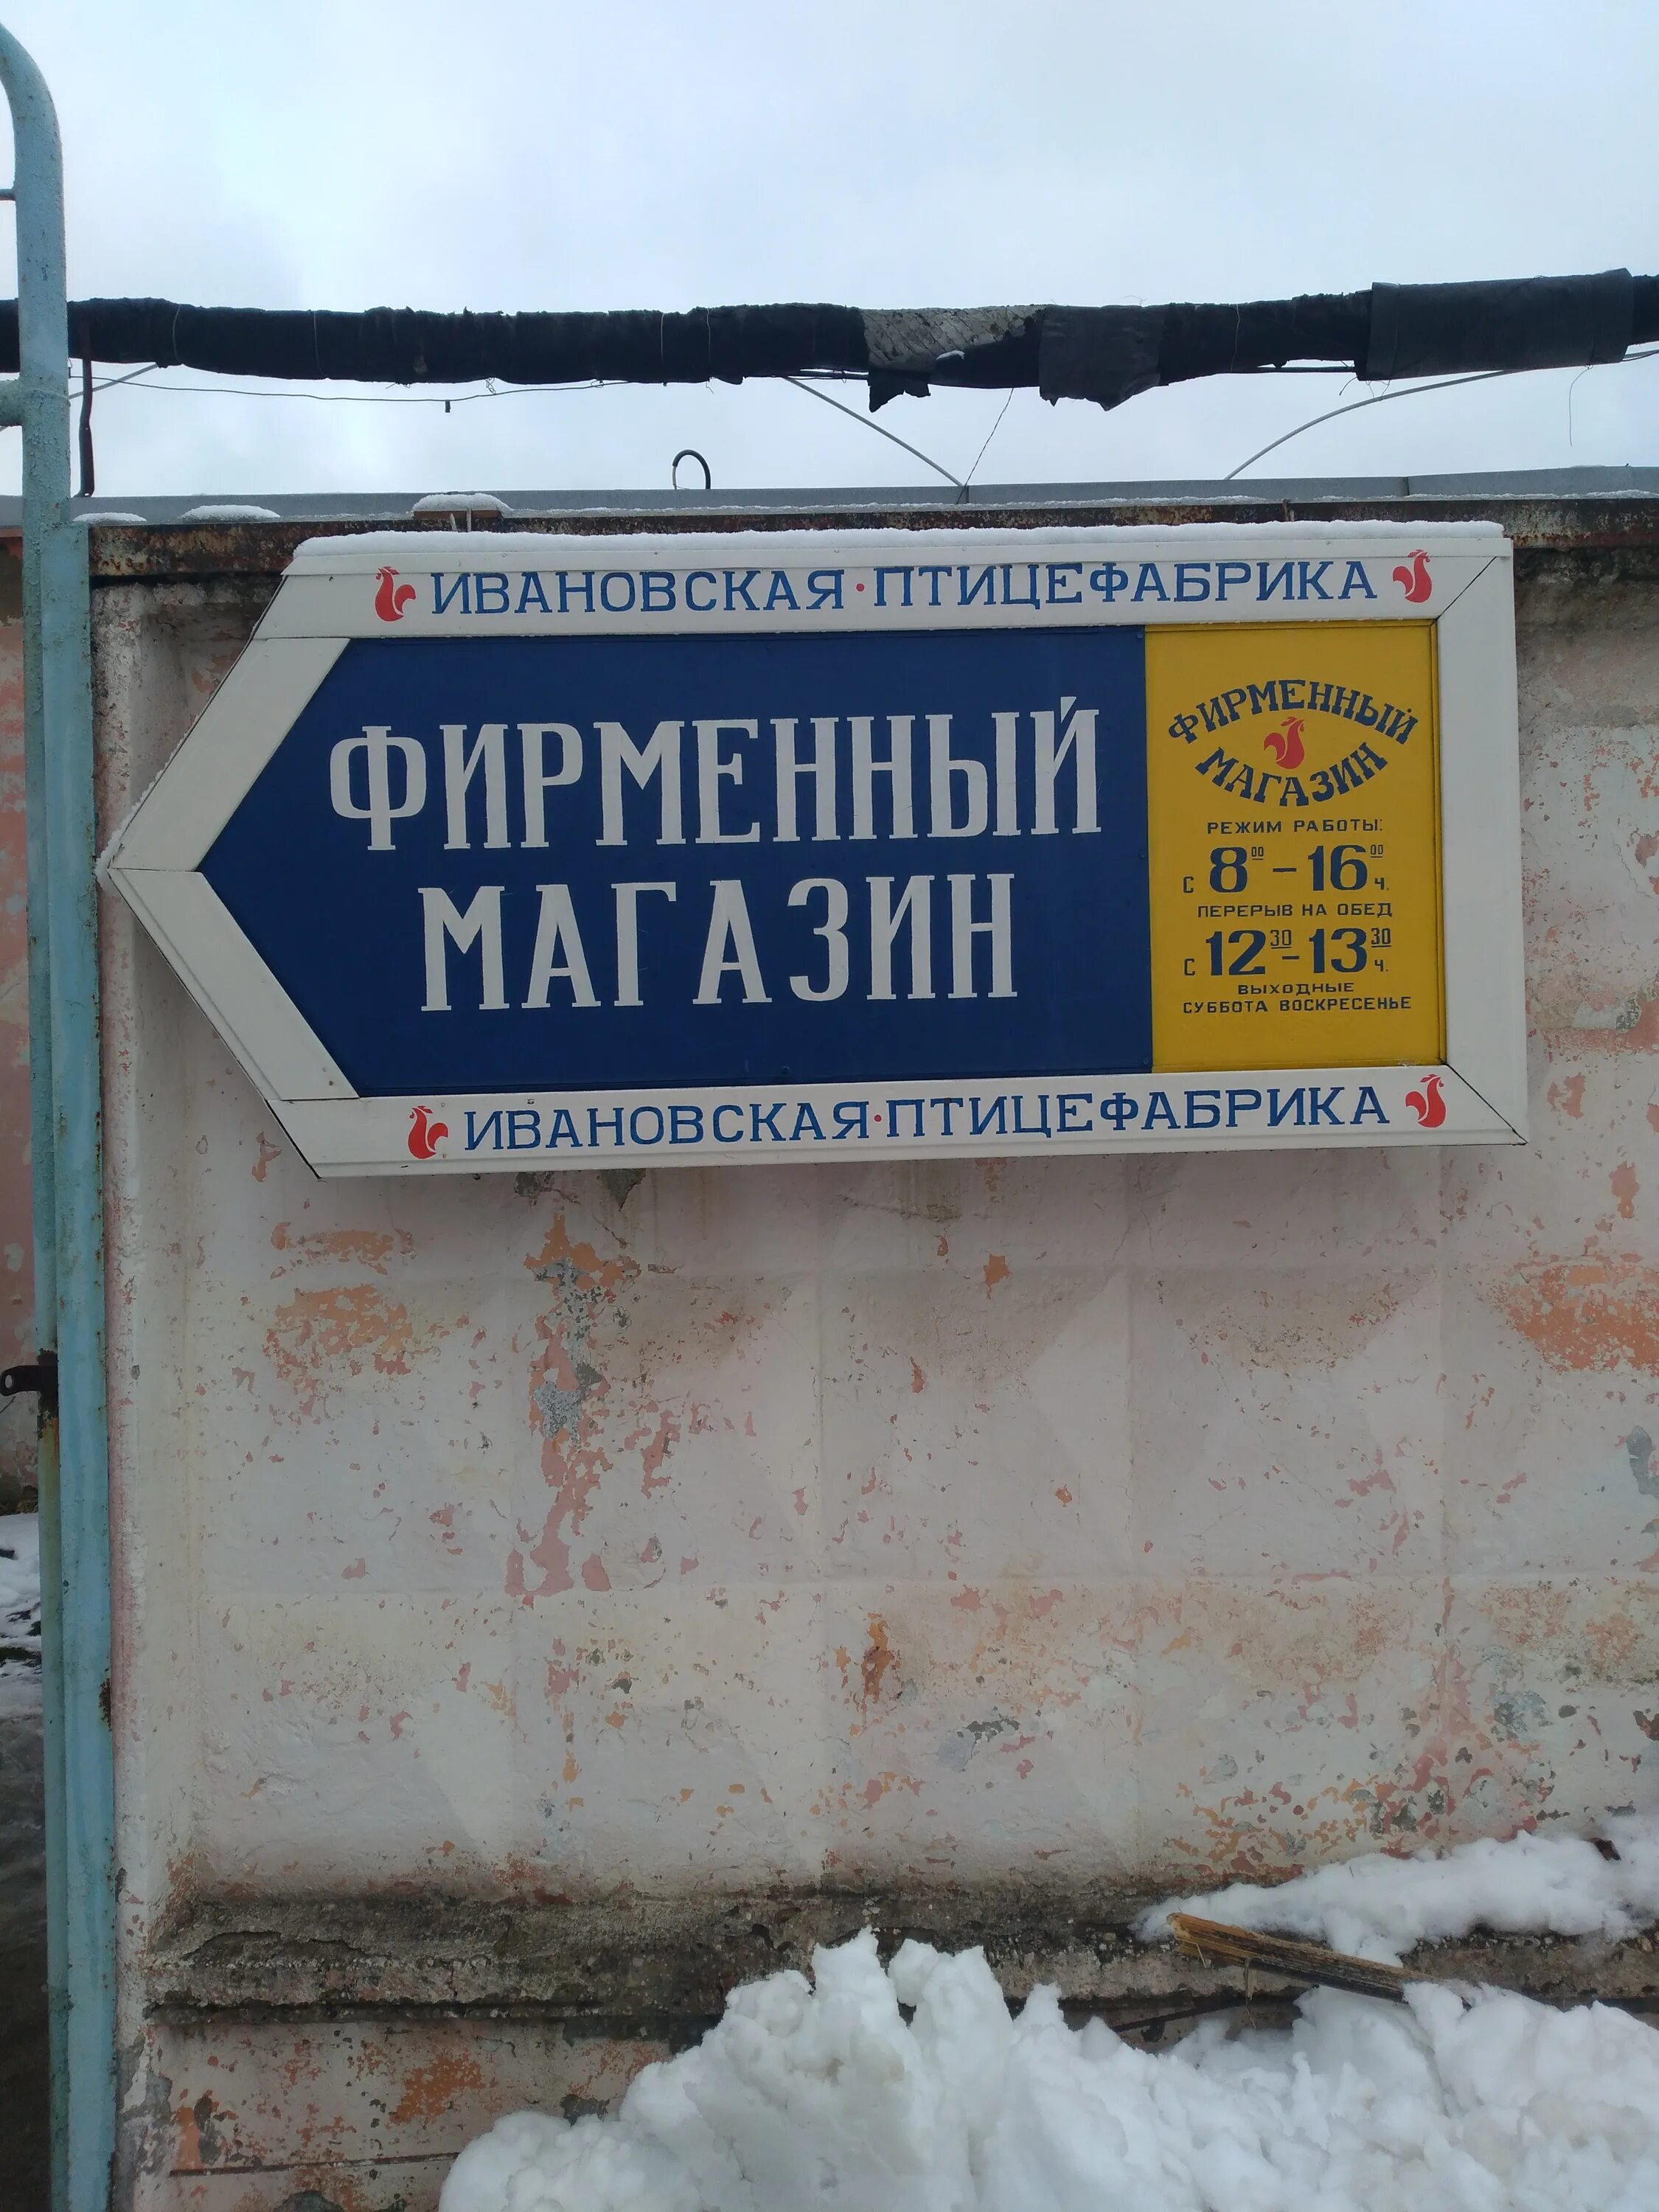 ИВАНОВСКАЯ·ПТИЦЕФАБРИКА
ФИРМЕННЫЙ
МАГАЗИН
ФИРМЕННЫЙ
МАГАЗИН
РЕЖИМ РАБОТЫ:
С 8⁰⁰ – 16⁰⁰ Ч.
ПЕРЕРЫВ НА ОБЕД
С 12³⁰ – 13³⁰ Ч.
ВЫХОДНЫЕ
СУББОТА ВОСКРЕСЕНЬЕ
ИВАНОВСКАЯ·ПТИЦЕФАБРИКА